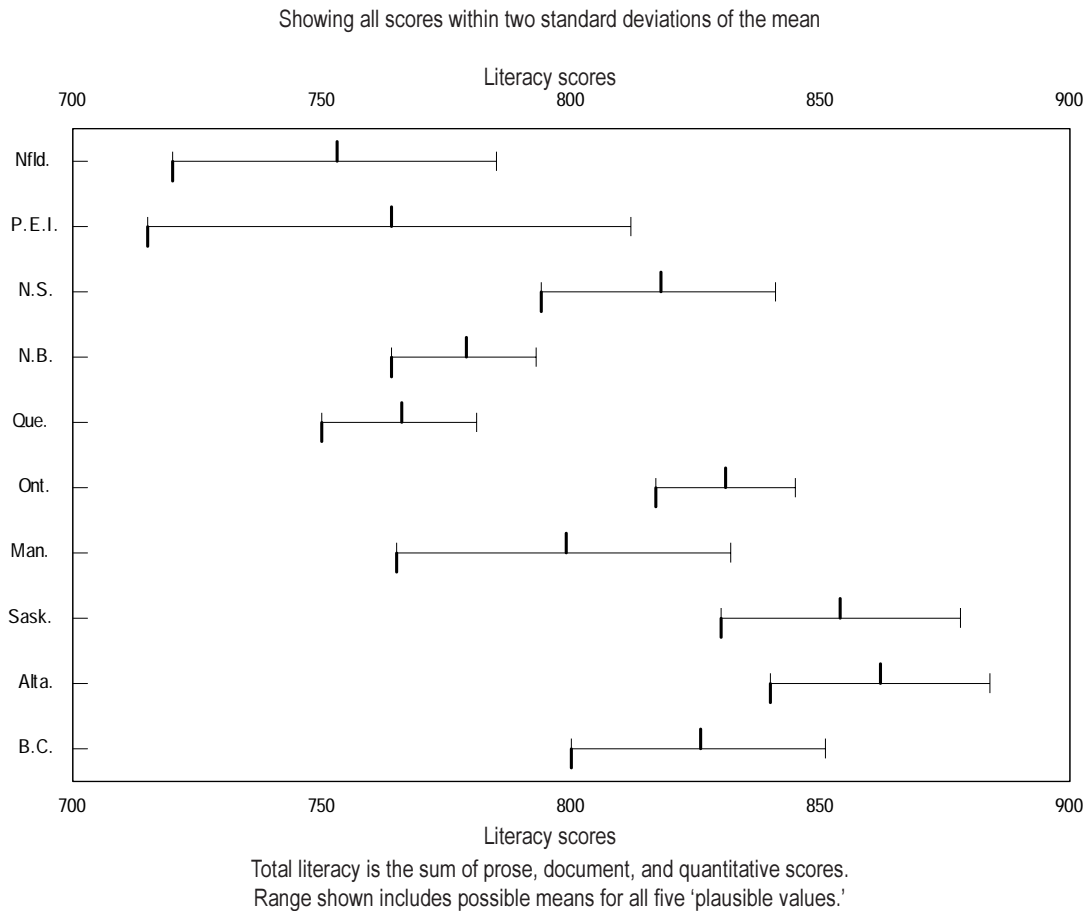 Showing all scores within two standard deviations of the mean
Literacy scores
700 750 800 850 900
Nfld.
P.E.I.
N.S.
N.B.
Que.
Ont.
Man.
Sask.
Alta.
B.C.
700 750 800 850 900
Literacy scores
Total literacy is the sum of prose, document, and quantitative scores.
Range shown includes possible means for all five ‘plausible values.’